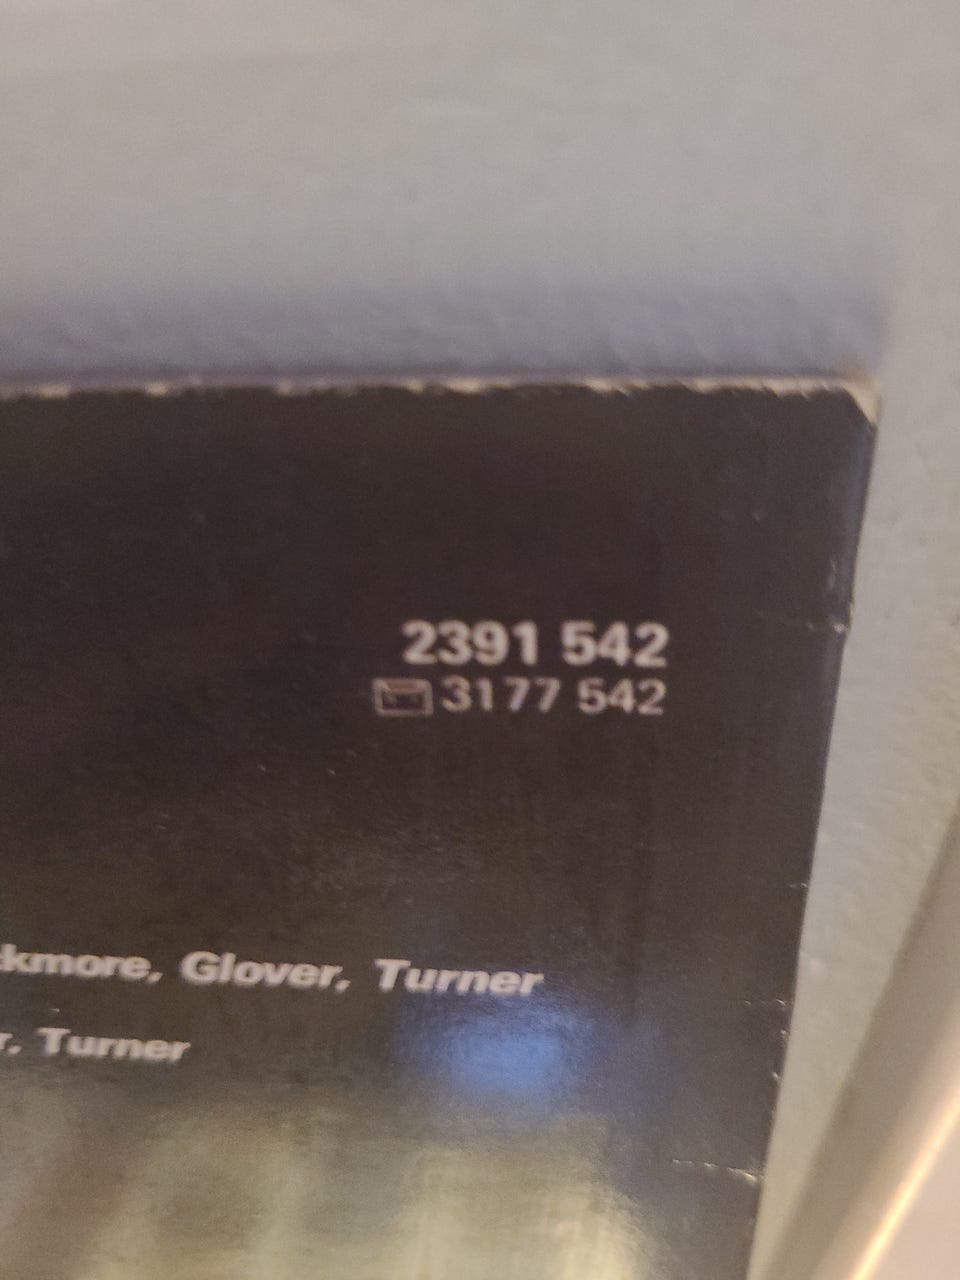 2391 542
3177 542
kmore, Glover, Turner
r, Turner